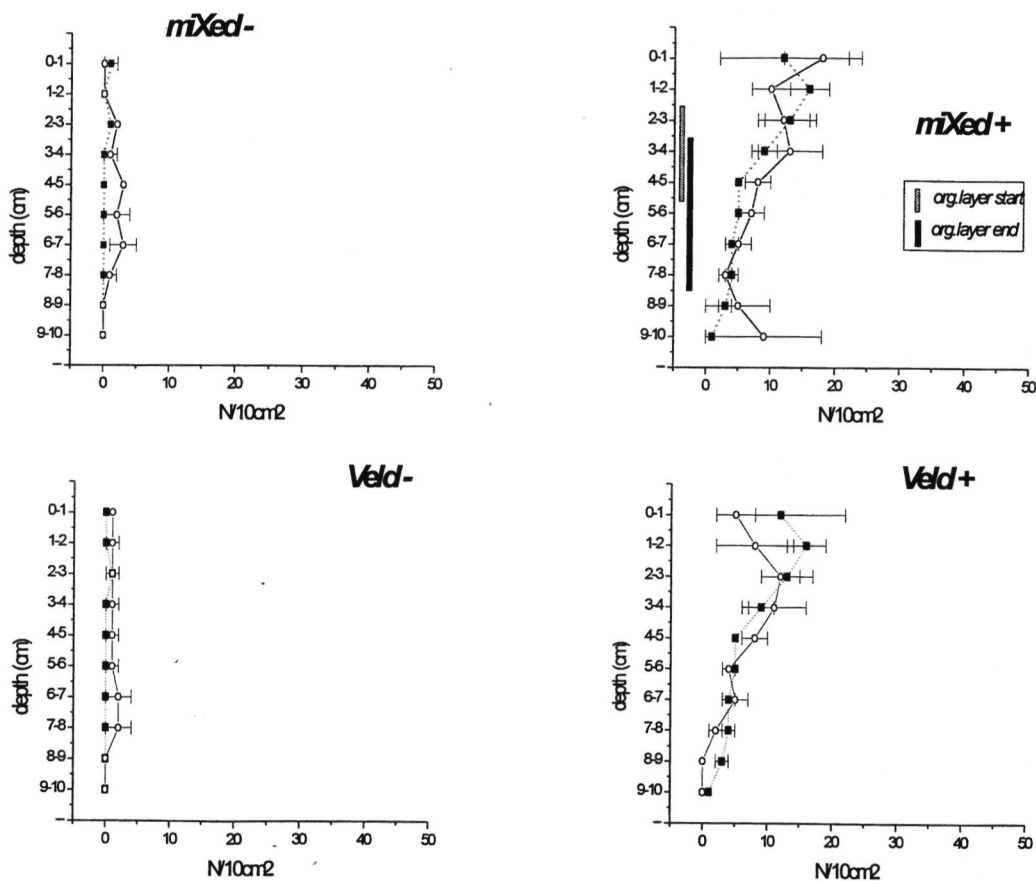 miXed -
depth (cm)
0-1
1-2
2-3
3-4
4-5
5-6
6-7
7-8
8-9
9-10
--
0 10 20 30 40 50
N/10cm2
miXed +
depth (cm)
0-1
1-2
2-3
3-4
4-5
5-6
6-7
7-8
8-9
9-10
--
0 10 20 30 40 50
N/10cm2
org.layer start
org.layer end
Veld -
depth (cm)
0-1
1-2
2-3
3-4
4-5
5-6
6-7
7-8
8-9
9-10
--
0 10 20 30 40 50
N/10cm2
Veld +
depth (cm)
0-1
1-2
2-3
3-4
4-5
5-6
6-7
7-8
8-9
9-10
--
0 10 20 30 40 50
N/10cm2